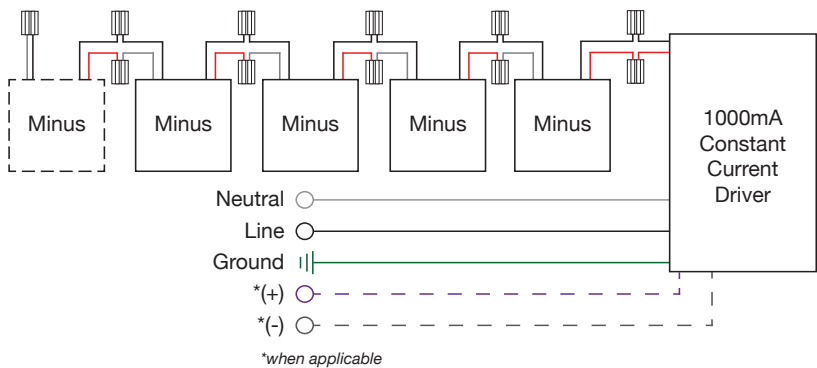 Minus
Minus
Minus
Minus
Minus
1000mA
Constant
Current
Driver
Neutral
Line
Ground
*(+)
*(-)
*when applicable